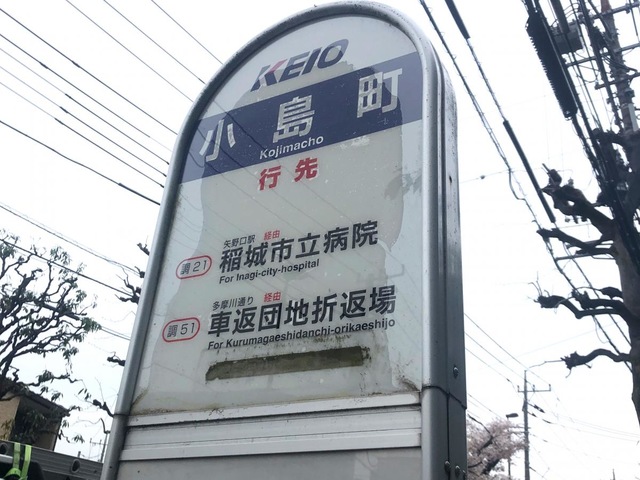 KEIO
小島町
Kojimacho
行先
矢野口駅 経由
調21 稲城市立病院
For Inagi-city-hospital
多摩川通り 経由
調51 車返団地折返場
For Kurumagaeshidanchi-orikaeshijo